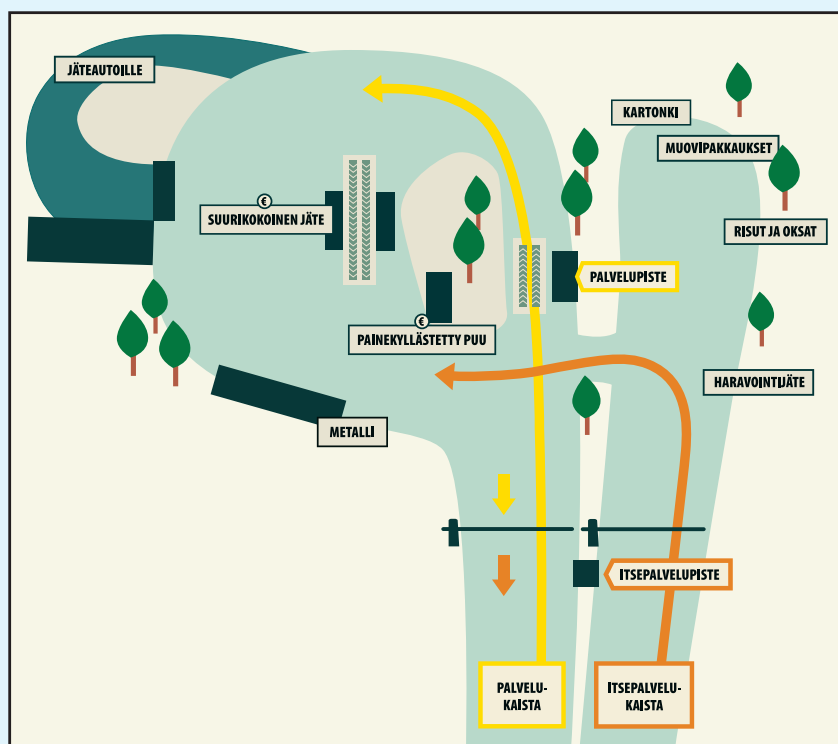 JÄTEAUTOILLE
KARTONKI
MUOVIPAKKAUKSET
€
SUURIKOKOINEN JÄTE
RISUT JA OKSAT
PALVELUPISTE
€
PAINEKYLLÄSTETTY PUU
HARAVOINTIJÄTE
METALLI
ITSEPALVELUPISTE
PALVELU-
KAISTA
ITSEPALVELU-
KAISTA